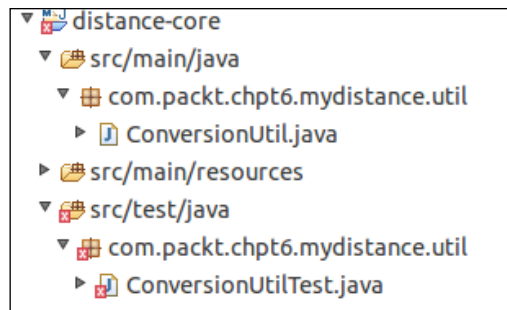 distance-core
src/main/java
com.packt.chpt6.mydistance.util
ConversionUtil.java
src/main/resources
src/test/java
com.packt.chpt6.mydistance.util
ConversionUtilTest.java